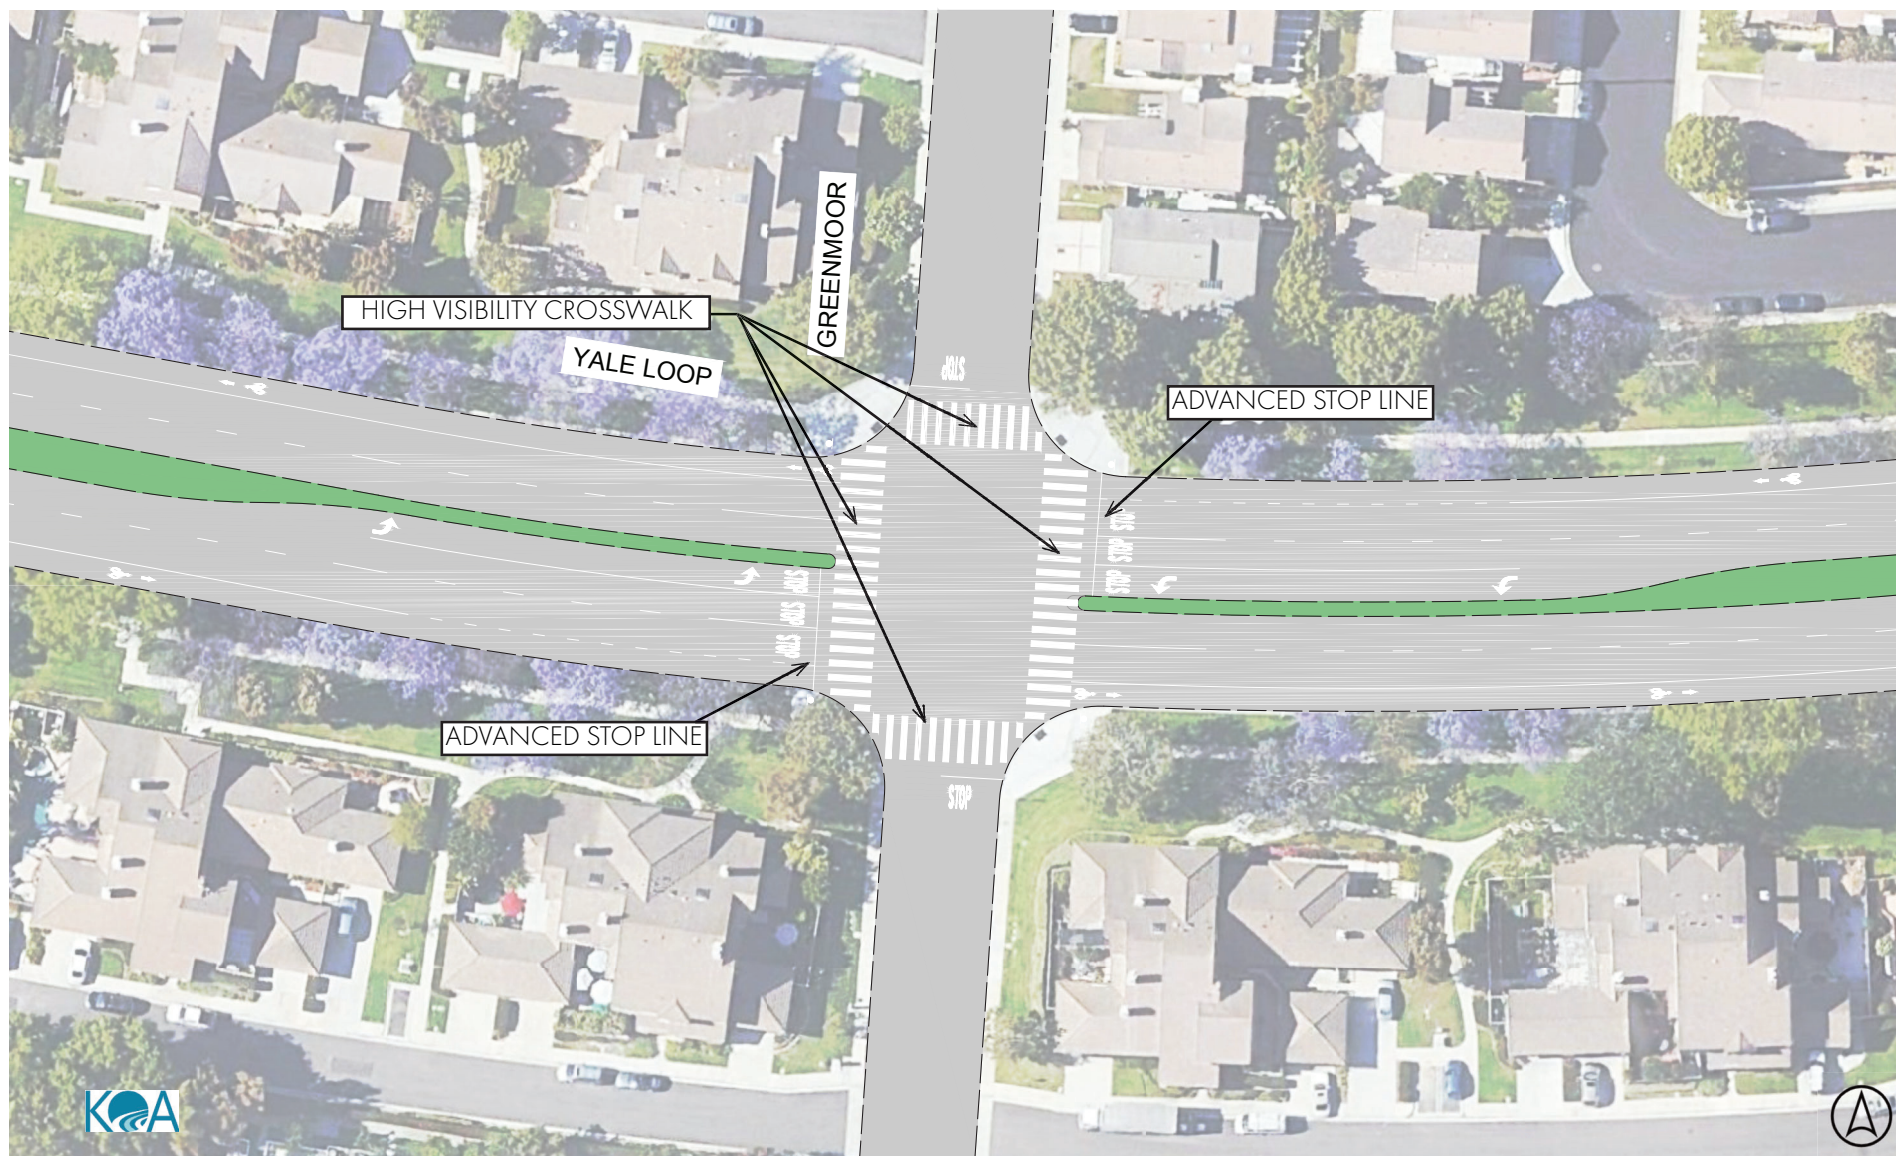 GREENMOOR
HIGH VISIBILITY CROSSWALK
YALE LOOP
STOP
ADVANCED STOP LINE
STOP
STOP
STOP
STOP
STOP
STOP
ADVANCED STOP LINE
STOP
KOA